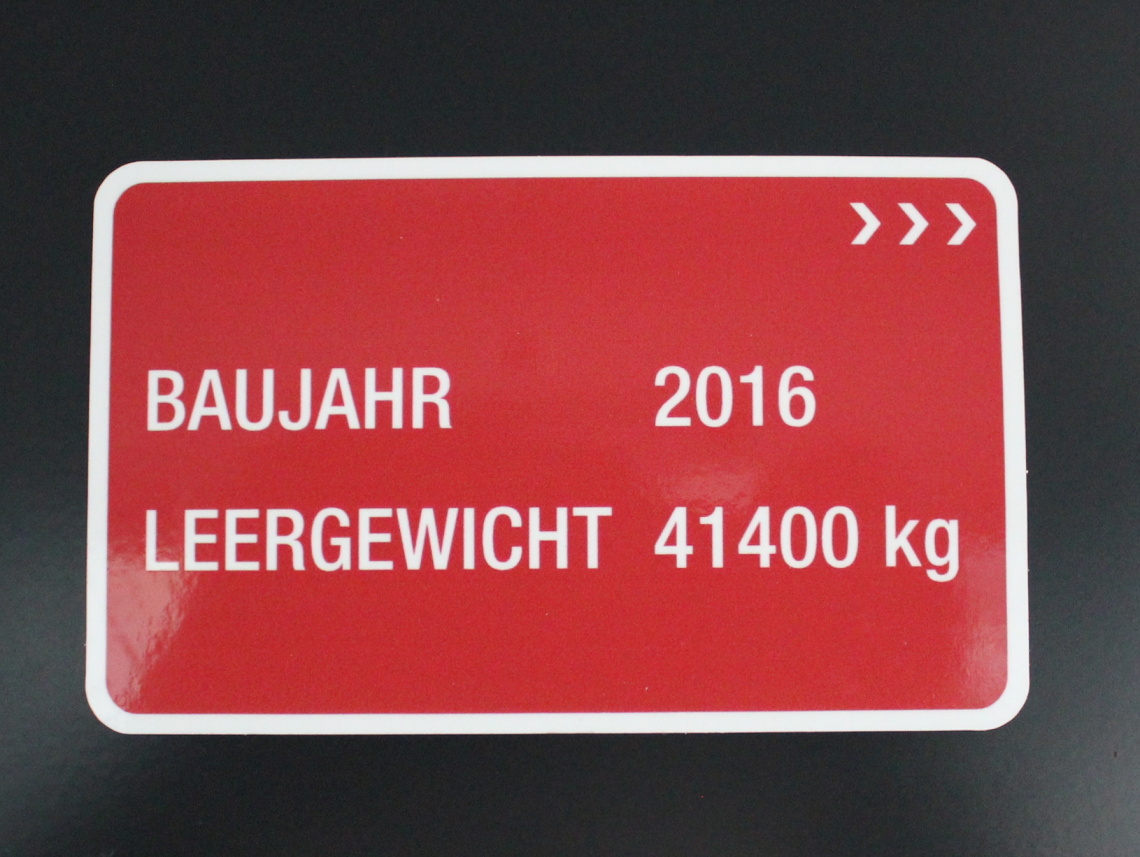 BAUJAHR 2016
LEERGEWICHT 41400 kg